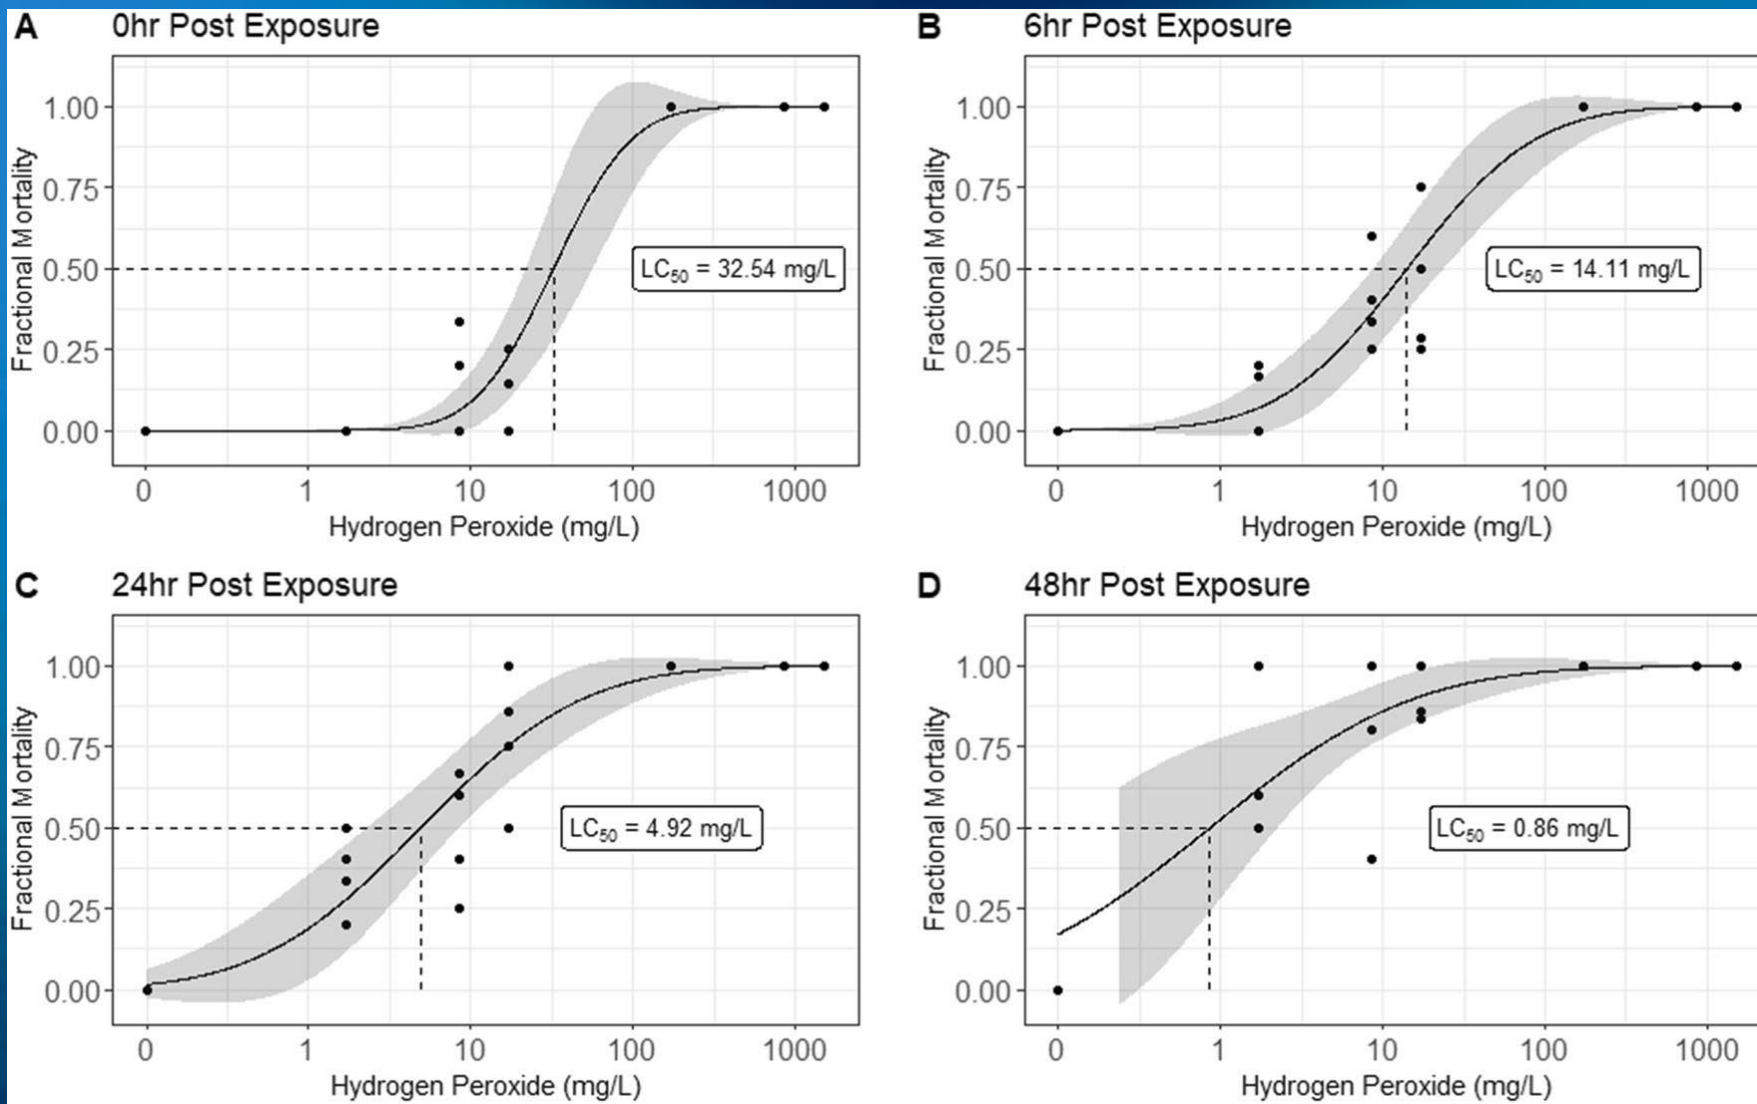 A 0hr Post Exposure
Fractional Mortality
1.00
0.75
0.50
0.25
0.00
LC50 = 32.54 mg/L
0 1 10 100 1000
Hydrogen Peroxide (mg/L)
B 6hr Post Exposure
Fractional Mortality
1.00
0.75
0.50
0.25
0.00
LC50 = 14.11 mg/L
0 1 10 100 1000
Hydrogen Peroxide (mg/L)
C 24hr Post Exposure
Fractional Mortality
1.00
0.75
0.50
0.25
0.00
LC50 = 4.92 mg/L
0 1 10 100 1000
Hydrogen Peroxide (mg/L)
D 48hr Post Exposure
Fractional Mortality
1.00
0.75
0.50
0.25
0.00
LC50 = 0.86 mg/L
0 1 10 100 1000
Hydrogen Peroxide (mg/L)